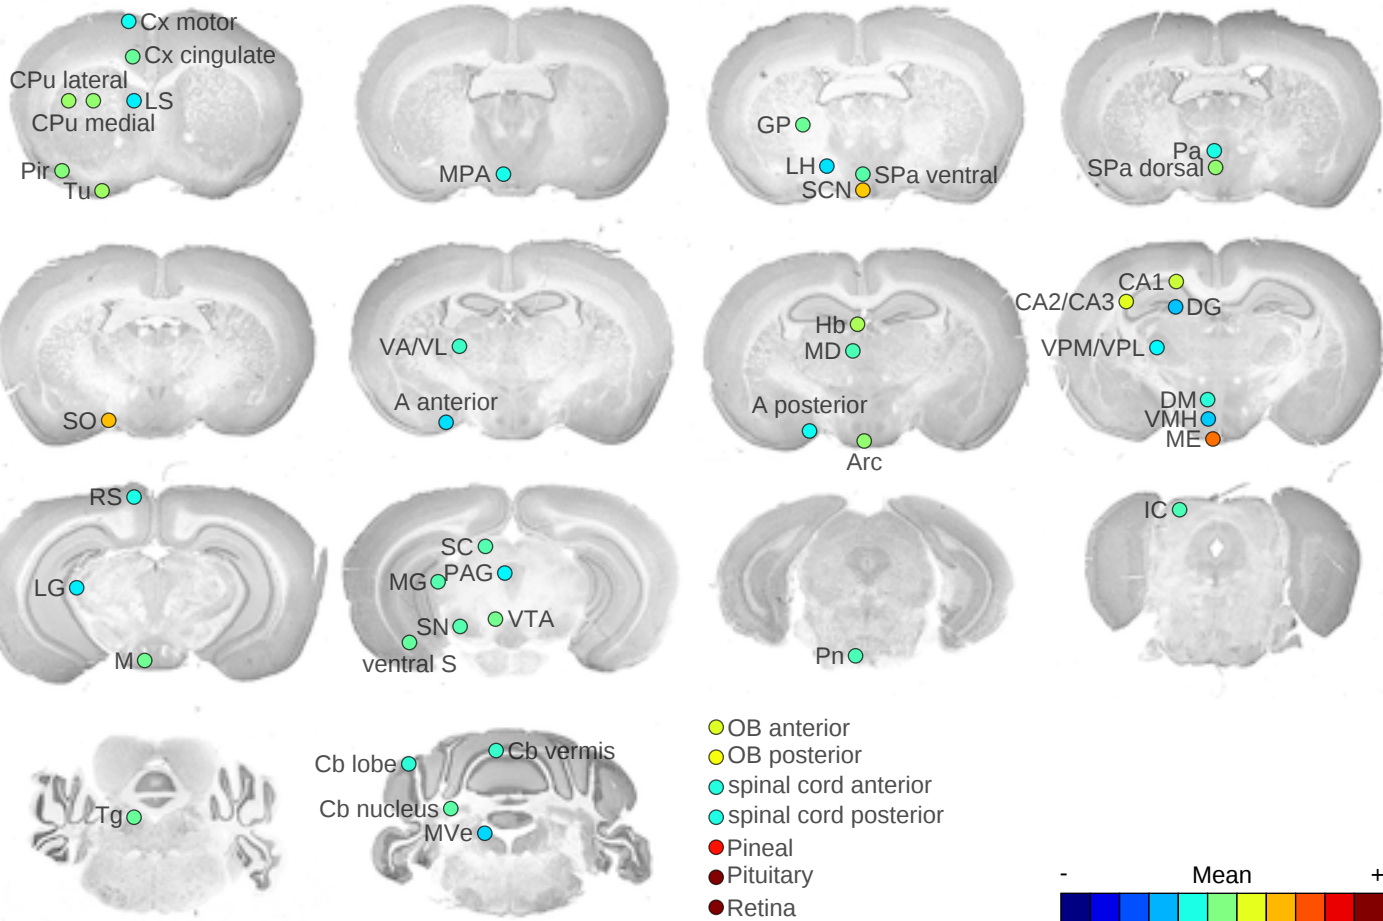 Cx motor
Cx cingulate
CPu lateral
LS
CPu medial
Pir
Tu
MPA
GP
LH
SPa ventral
SCN
Pa
SPa dorsal
SO
VA/VL
A anterior
Hb
MD
A posterior
Arc
CA1
CA2/CA3
DG
VPM/VPL
DM
VMH
ME
RS
LG
M
SC
MG
PAG
SN
VTA
ventral S
Pn
IC
Tg
Cb lobe
Cb vermis
Cb nucleus
MVe
OB anterior
OB posterior
spinal cord anterior
spinal cord posterior
Pineal
Pituitary
Retina
- Mean +